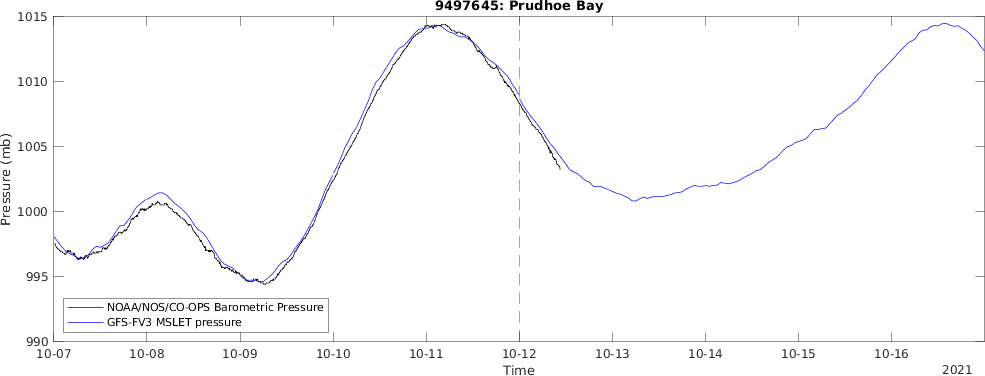 9497645: Prudhoe Bay
1015
1010
1005
1000
995
990
Pressure (mb)
NOAA/NOS/CO-OPS Barometric Pressure
GFS-FV3 MSLET pressure
10-07 10-08 10-09 10-10 10-11 10-12 10-13 10-14 10-15 10-16
Time
2021